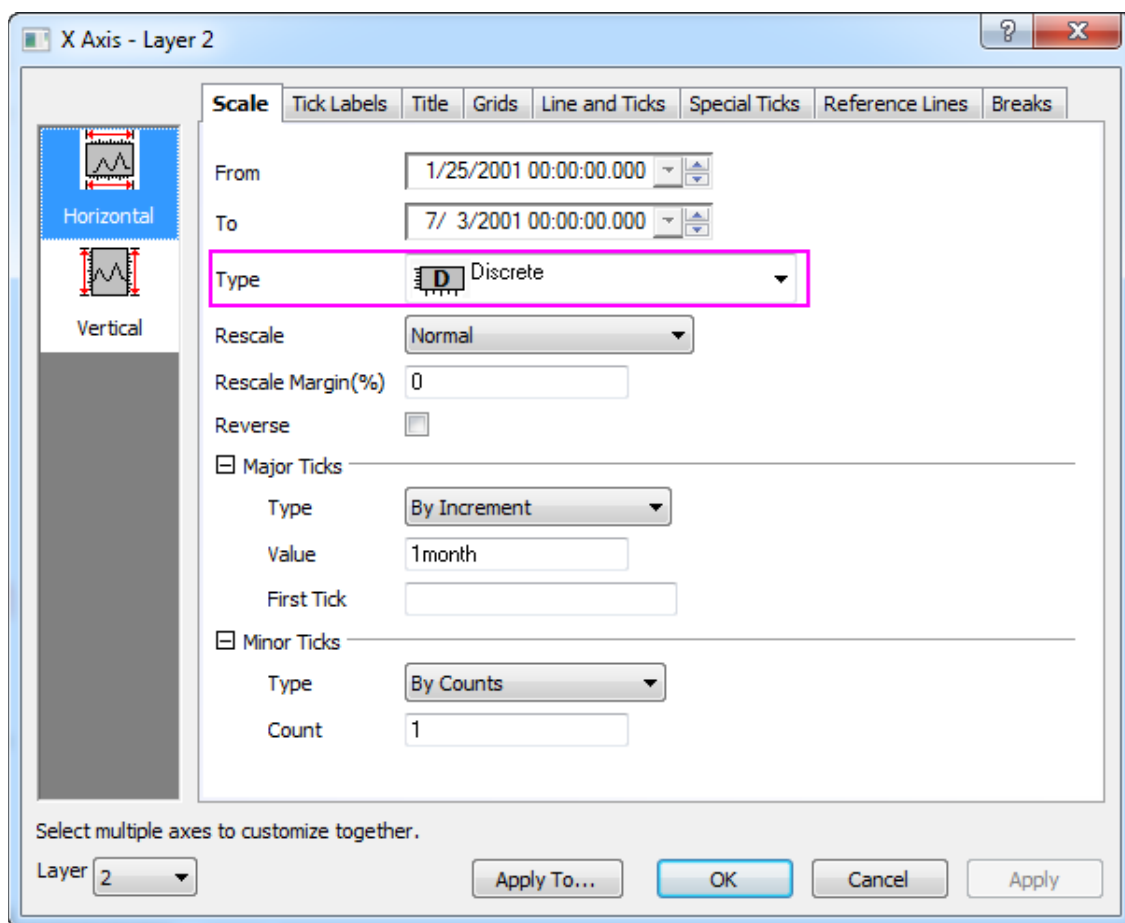 X Axis - Layer 2
Scale Tick Labels Title Grids Line and Ticks Special Ticks Reference Lines Breaks
Horizontal
Vertical
From 1/25/2001 00:00:00.000
To 7/ 3/2001 00:00:00.000
Type D Discrete
Rescale Normal
Rescale Margin(%) 0
Reverse
Major Ticks
Type By Increment
Value 1month
First Tick
Minor Ticks
Type By Counts
Count 1
Select multiple axes to customize together.
Layer 2 Apply To... OK Cancel Apply